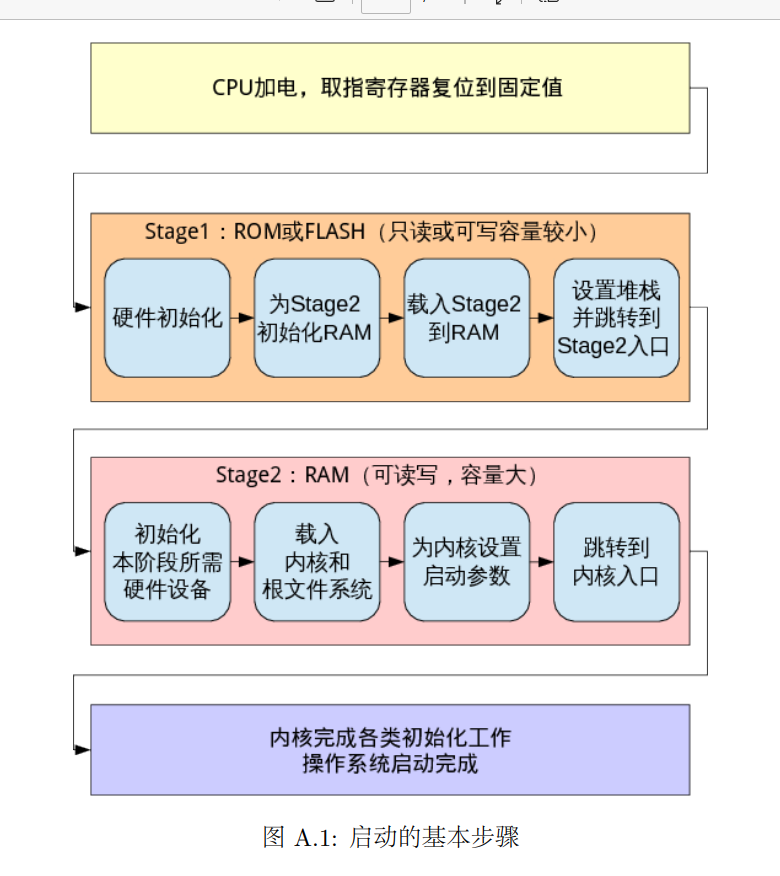 CPU加电，取指寄存器复位到固定值
Stage1：ROM或FLASH（只读或可写容量较小）
硬件初始化
为Stage2
初始化RAM
载入Stage2
到RAM
设置堆栈
并跳转到
Stage2入口
Stage2：RAM（可读写，容量大）
初始化
本阶段所需
硬件设备
载入
内核和
根文件系统
为内核设置
启动参数
跳转到
内核入口
内核完成各类初始化工作
操作系统启动完成
图 A.1: 启动的基本步骤